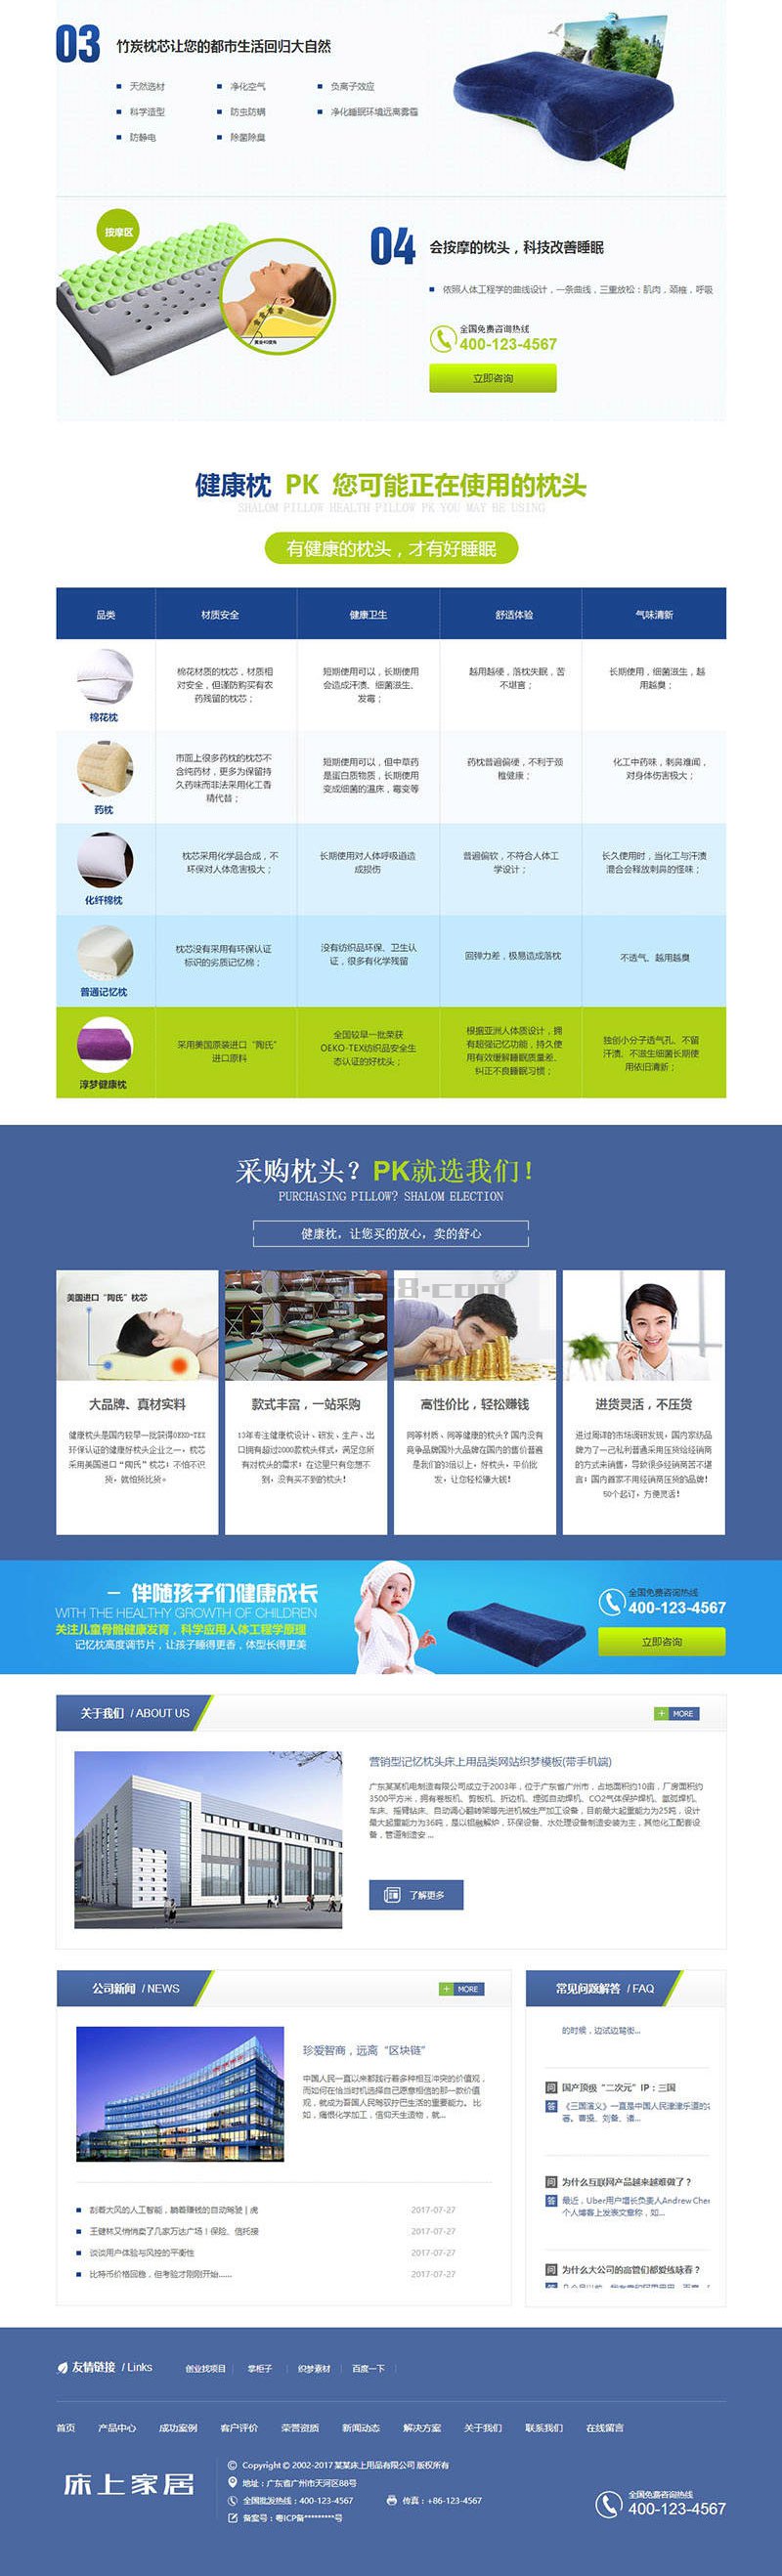 03 竹炭枕芯让您的都市生活回归大自然
天然选材 净化空气 负离子效应
科学造型 防虫防螨 净化睡眠环境远离雾霾
防静电 除菌除臭
按摩区
04 会按摩的枕头，科技改善睡眠
依照人体工程学的曲线设计，一条曲线，三重放松：肌肉，颈椎，呼吸
全国免费咨询热线
400-123-4567
立即咨询
健康枕 PK 您可能正在使用的枕头
SHALOM PILLOW HEALTH PILLOW PK YOU MAY BE USING
有健康的枕头，才有好睡眠
品类 材质安全 健康卫生 舒适体验 气味清新
棉花材质的枕芯，材质相
对安全，但谨防购买有农
药残留的枕芯；
短期使用可以，长期使用
会造成汗渍、细菌滋生、
发霉；
越用越硬，落枕失眠，苦
不堪言；
长期使用，细菌滋生，越
用越臭；
棉花枕
市面上很多药枕的枕芯不
含纯药材，更多为保留持
久药味而非法采用化工香
精代替；
短期使用可以，但中草药
是蛋白质物质，长期使用
变成细菌的温床，霉变等
药枕普遍偏硬，不利于颈
椎健康；
化工中药味，刺鼻难闻，
对身体伤害极大；
药枕
枕芯采用化学品合成，不
环保对人体危害极大；
长期使用对人体呼吸道造
成损伤
普遍偏软，不符合人体工
学设计；
长久使用时，当化工与汗渍
混合会释放刺鼻的怪味；
化纤棉枕
枕芯没有采用有环保认证
标识的劣质记忆棉；
没有纺织品环保、卫生认
证，很多有化学残留
回弹力差，极易造成落枕
不透气、越用越臭
普通记忆枕
采用美国原装进口“陶氏”
进口原料
全国较早一批荣获
OEKO-TEX纺织品安全生
态认证的好枕头；
根据亚洲人体质设计，拥
有超强记忆功能，持久使
用有效缓解睡眠质量差、
纠正不良睡眠习惯；
独创小分子透气孔、不留
汗渍、不滋生细菌长期使
用依旧清新；
淳梦健康枕
采购枕头？PK就选我们！
PURCHASING PILLOW? SHALOM ELECTION
健康枕，让您买的放心，卖的舒心
美国进口“陶氏”枕芯
8.com
大品牌、真材实料
健康枕头是国内较早一批获得OEKO-TEX
环保认证的健康好枕头企业之一，枕芯
采用美国进口“陶氏”枕芯！不怕不识
货，就怕货比货。
款式丰富，一站采购
13年专注健康枕设计、研发、生产、出
口拥有超过2000款枕头样式，满足您所
有对枕头的需求！在这里只有您想不
到，没有买不到的枕头！
高性价比，轻松赚钱
同等材质、同等健康的枕头？国内没有
竞争品牌国外大品牌在国内的售价普遍
是我们的3倍以上，好枕头，平价批
发，让您轻松赚大钱！
进货灵活，不压货
进过周详的市场调研发现，国内家纺品
牌为了一己私利普通采用压货给经销商
的方式来销售，导致很多经销商苦不堪
言！国内首家不用经销商压货的品牌！
50个起订，方便灵活！
一 伴随孩子们健康成长
WITH THE HEALTHY GROWTH OF CHILDREN
关注儿童骨骼健康发育，科学应用人体工程学原理
记忆枕高度调节片，让孩子睡得更香，体型长得更美
全国免费咨询热线
400-123-4567
立即咨询
关于我们 / ABOUT US
+ MORE
营销型记忆枕头床上用品类网站织梦模板(带手机端)
广东某某机电制造有限公司成立于2003年，位于广东省广州市，占地面积约10亩，厂房面积约
3500平方米，拥有卷板机、剪板机、折边机、埋弧自动焊机、CO2气体保护焊机、氩弧焊机、
车床、摇臂钻床、自动调心翻转架等先进机械生产加工设备，目前最大起重能力为25吨，设计
最大起重能力为36吨，是以铝融解炉，环保设备、水处理设备制造安装为主，其他化工配套设
备，管道制造安 ...
了解更多
公司新闻 / NEWS
+ MORE
珍爱智商，远离“区块链”
中国人民一直以来都践行着多种相互冲突的价值观，
而如何在恰当时机选择自己愿意相信的那一款价值
观，就成为吾国人民驾驭拧巴生活的重要能力。 比
如，痛恨化学加工，信仰天生造物，就...
刮着大风的人工智能，躺着赚钱的自动驾驶 | 虎 2017-07-27
王健林又悄悄卖了几家万达广场！保险、信托接 2017-07-27
谈谈用户体验与风控的平衡性 2017-07-27
比特币价格回稳，但考验才刚刚开始...... 2017-07-27
常见问题解答 / FAQ
的时候，边试边骂街...
问 国产顶级“二次元”IP：三国
答 《三国演义》一直是中国人民津津乐道的
著。曹操、刘备、诸...
问 为什么互联网产品越来越难做了？
答 最近，Uber用户增长负责人Andrew Chen
个人博客上发表文章称，如...
问 为什么大公司的高管们都爱练咏春？
友情链接 / Links 创业找项目 掌柜子 织梦素材 百度一下
首页 产品中心 成功案例 客户评价 荣誉资质 新闻动态 解决方案 关于我们 联系我们 在线留言
床上家居
Copyright © 2002-2017 某某床上用品有限公司 版权所有
地址：广东省广州市天河区88号
全国批发热线：400-123-4567 传真：+86-123-4567
备案号：粤ICP备*********号
全国免费咨询热线
400-123-4567